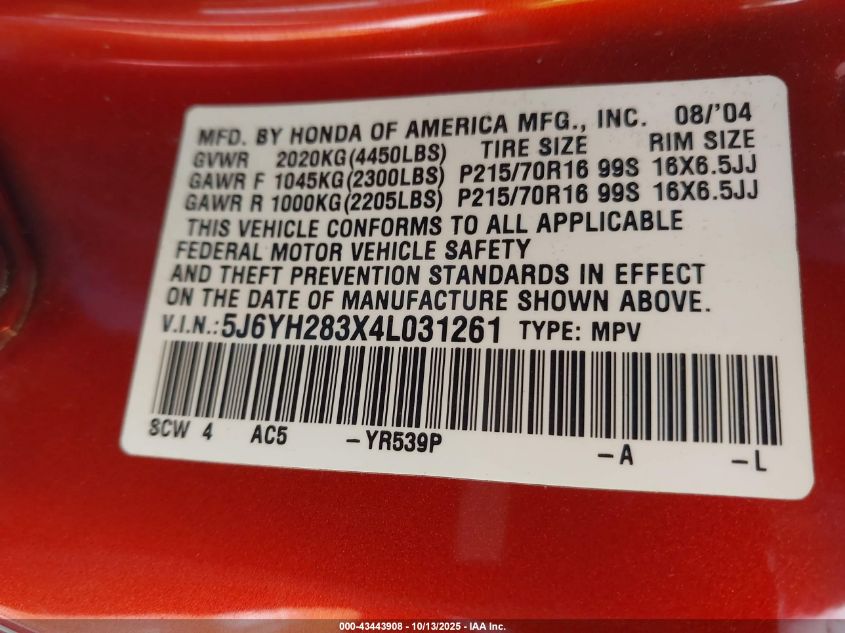 MFD. BY HONDA OF AMERICA MFG., INC. 08/'04
GVWR 2020KG(4450LBS) TIRE SIZE RIM SIZE
GAWR F 1045KG(2300LBS) P215/70R16 99S 16X6.5JJ
GAWR R 1000KG(2205LBS) P215/70R16 99S 16X6.5JJ
THIS VEHICLE CONFORMS TO ALL APPLICABLE
FEDERAL MOTOR VEHICLE SAFETY
AND THEFT PREVENTION STANDARDS IN EFFECT
ON THE DATE OF MANUFACTURE SHOWN ABOVE.
V.I.N.: 5J6YH283X4L031261 TYPE: MPV
SCW 4 AC5 -YR539P -A -L
000-43443908 - 10/13/2025 - IAA Inc.